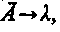 Ā → λ,